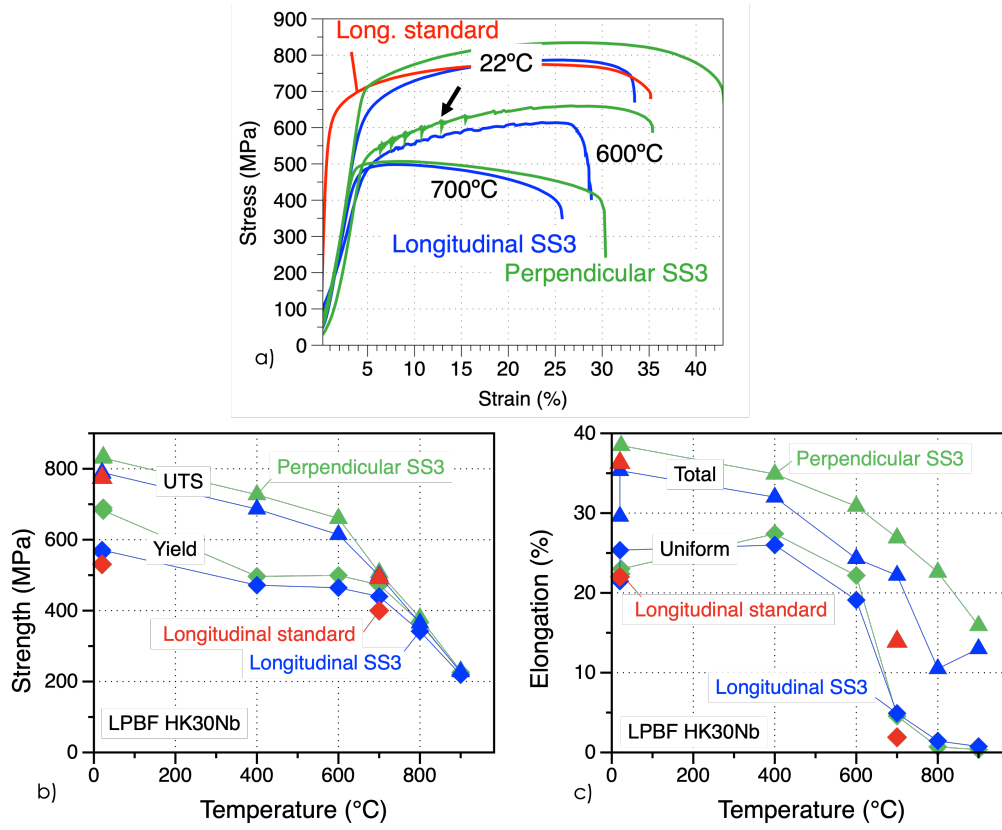 900
800
700
600
500
400
300
200
100
0
Stress (MPa)
Long. standard
22ºC
600ºC
700ºC
Longitudinal SS3
Perpendicular SS3
5
10
15
20
25
30
35
40
Strain (%)
a)
800
600
400
200
0
Strength (MPa)
UTS
Perpendicular SS3
Yield
Longitudinal standard
Longitudinal SS3
LPBF HK30Nb
0
200
400
600
800
Temperature (°C)
b)
40
30
20
10
0
Elongation (%)
Perpendicular SS3
Total
Uniform
Longitudinal standard
Longitudinal SS3
LPBF HK30Nb
0
200
400
600
800
Temperature (°C)
c)